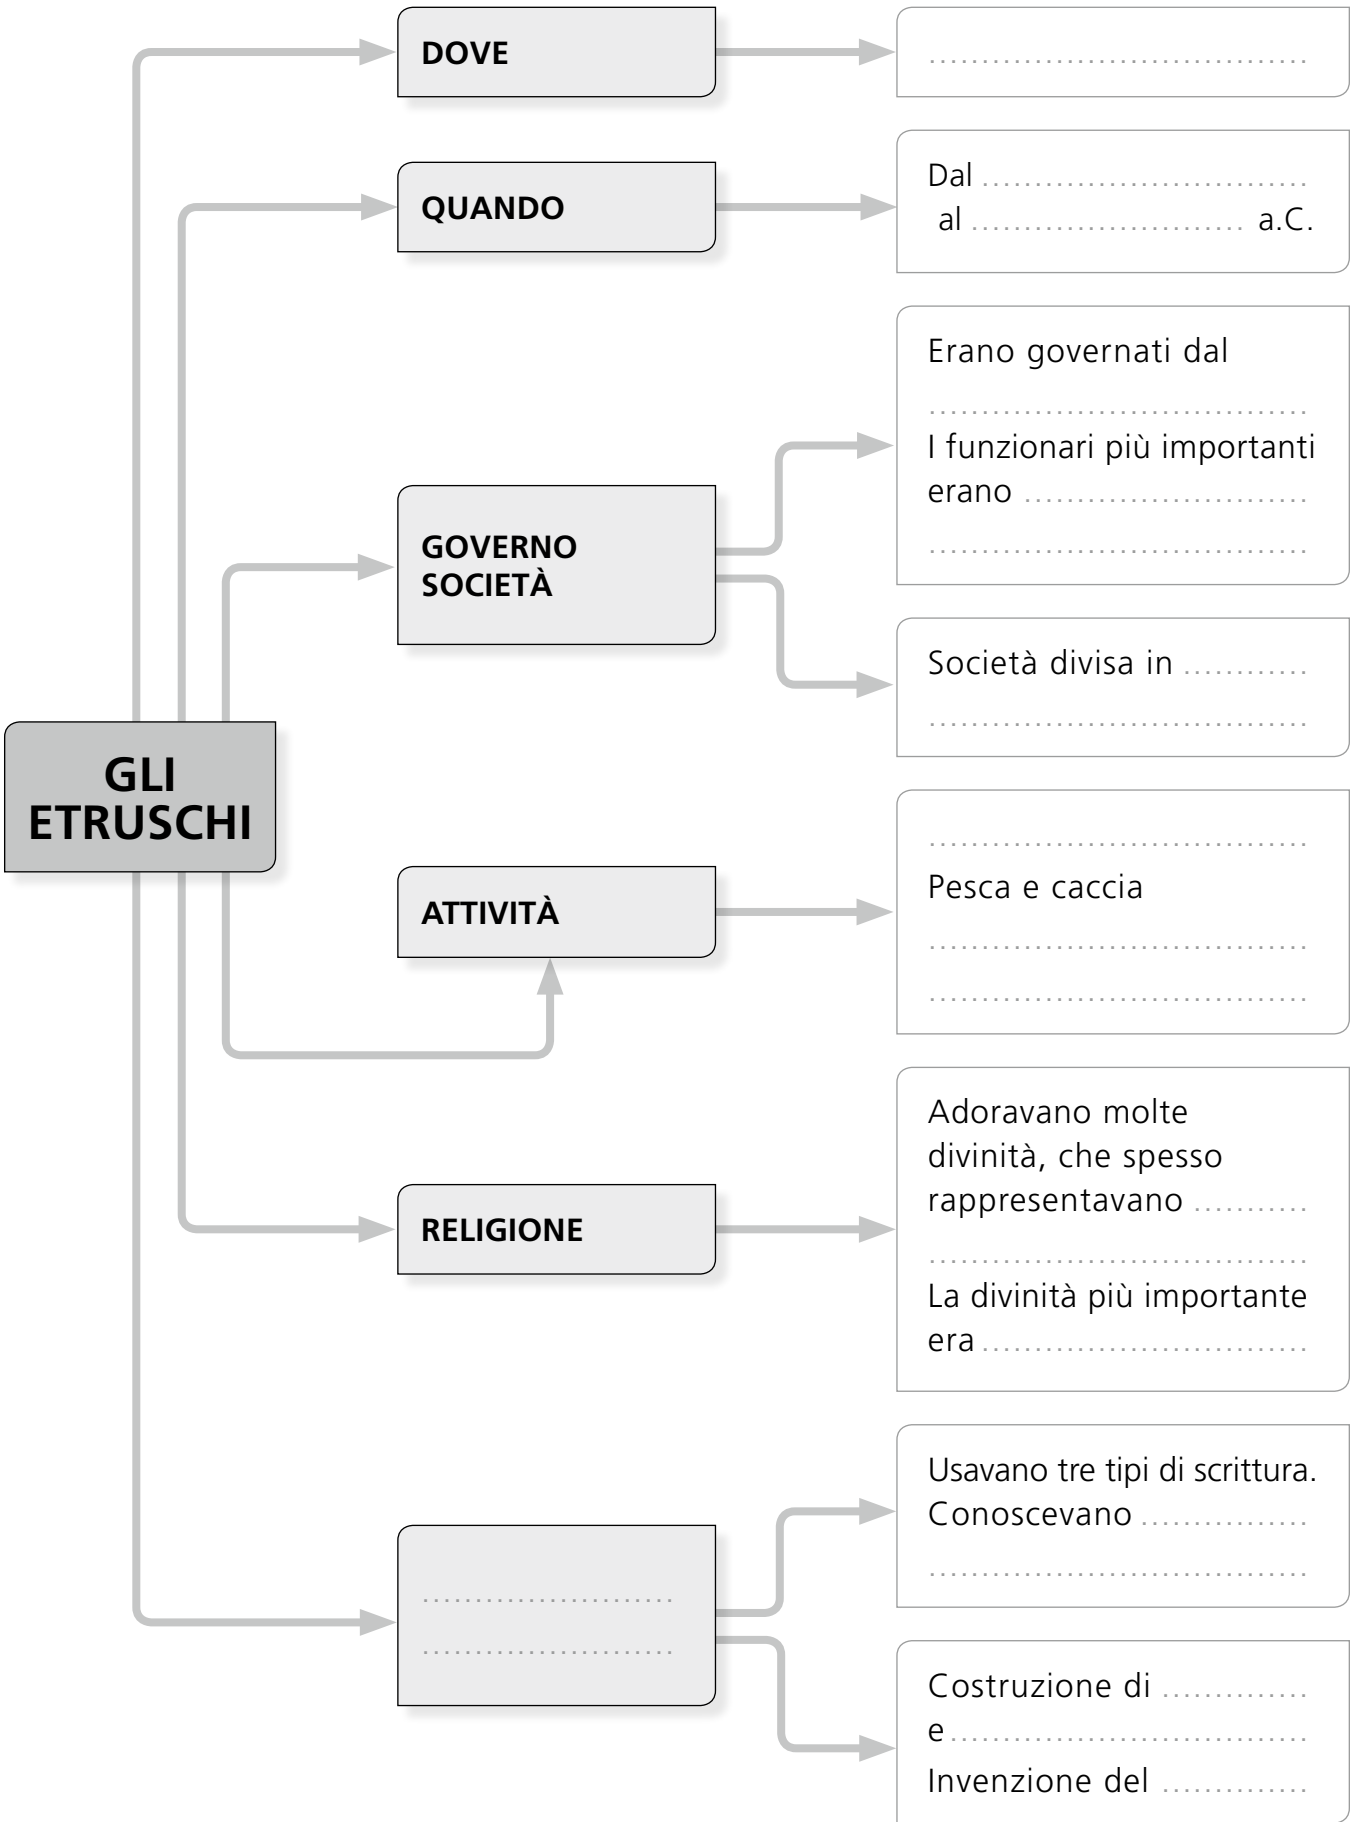 DOVE
....................................
QUANDO
Dal ...............................
al .......................... a.C.
Erano governati dal
....................................
I funzionari più importanti
erano ...........................
....................................
GOVERNO
SOCIETÀ
Società divisa in ............
....................................
GLI
ETRUSCHI
....................................
Pesca e caccia
....................................
....................................
ATTIVITÀ
Adoravano molte
divinità, che spesso
rappresentavano ...........
....................................
La divinità più importante
era ...............................
RELIGIONE
Usavano tre tipi di scrittura.
Conoscevano ................
....................................
........................
........................
Costruzione di ..............
e ..................................
Invenzione del ..............